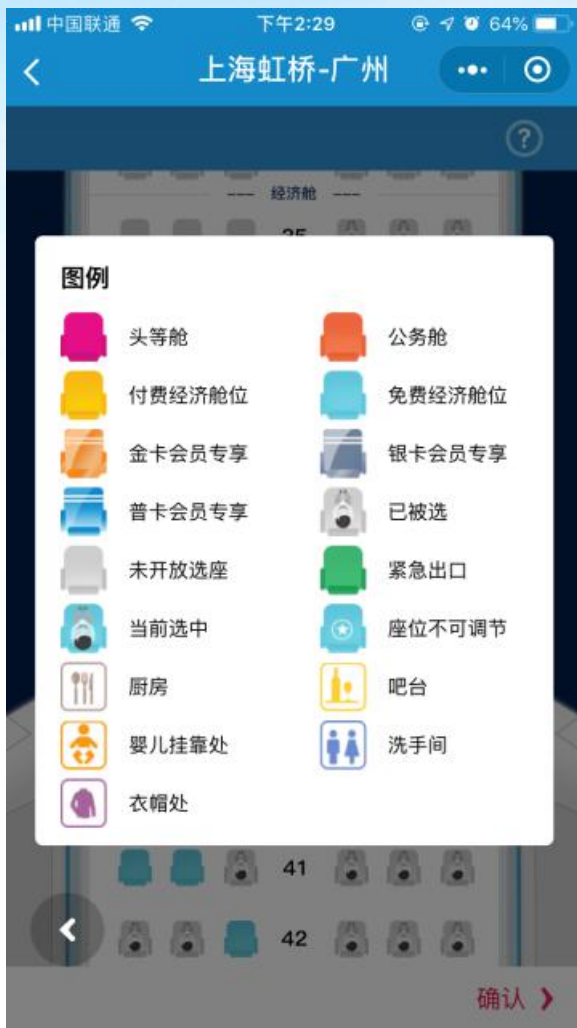 中国联通 下午2:29 64%
上海虹桥-广州
?
--- 经济舱 ---
图例
头等舱 公务舱
付费经济舱位 免费经济舱位
金卡会员专享 银卡会员专享
普卡会员专享 已被选
未开放选座 紧急出口
当前选中 座位不可调节
厨房 吧台
婴儿挂靠处 洗手间
衣帽处
41
42
确认